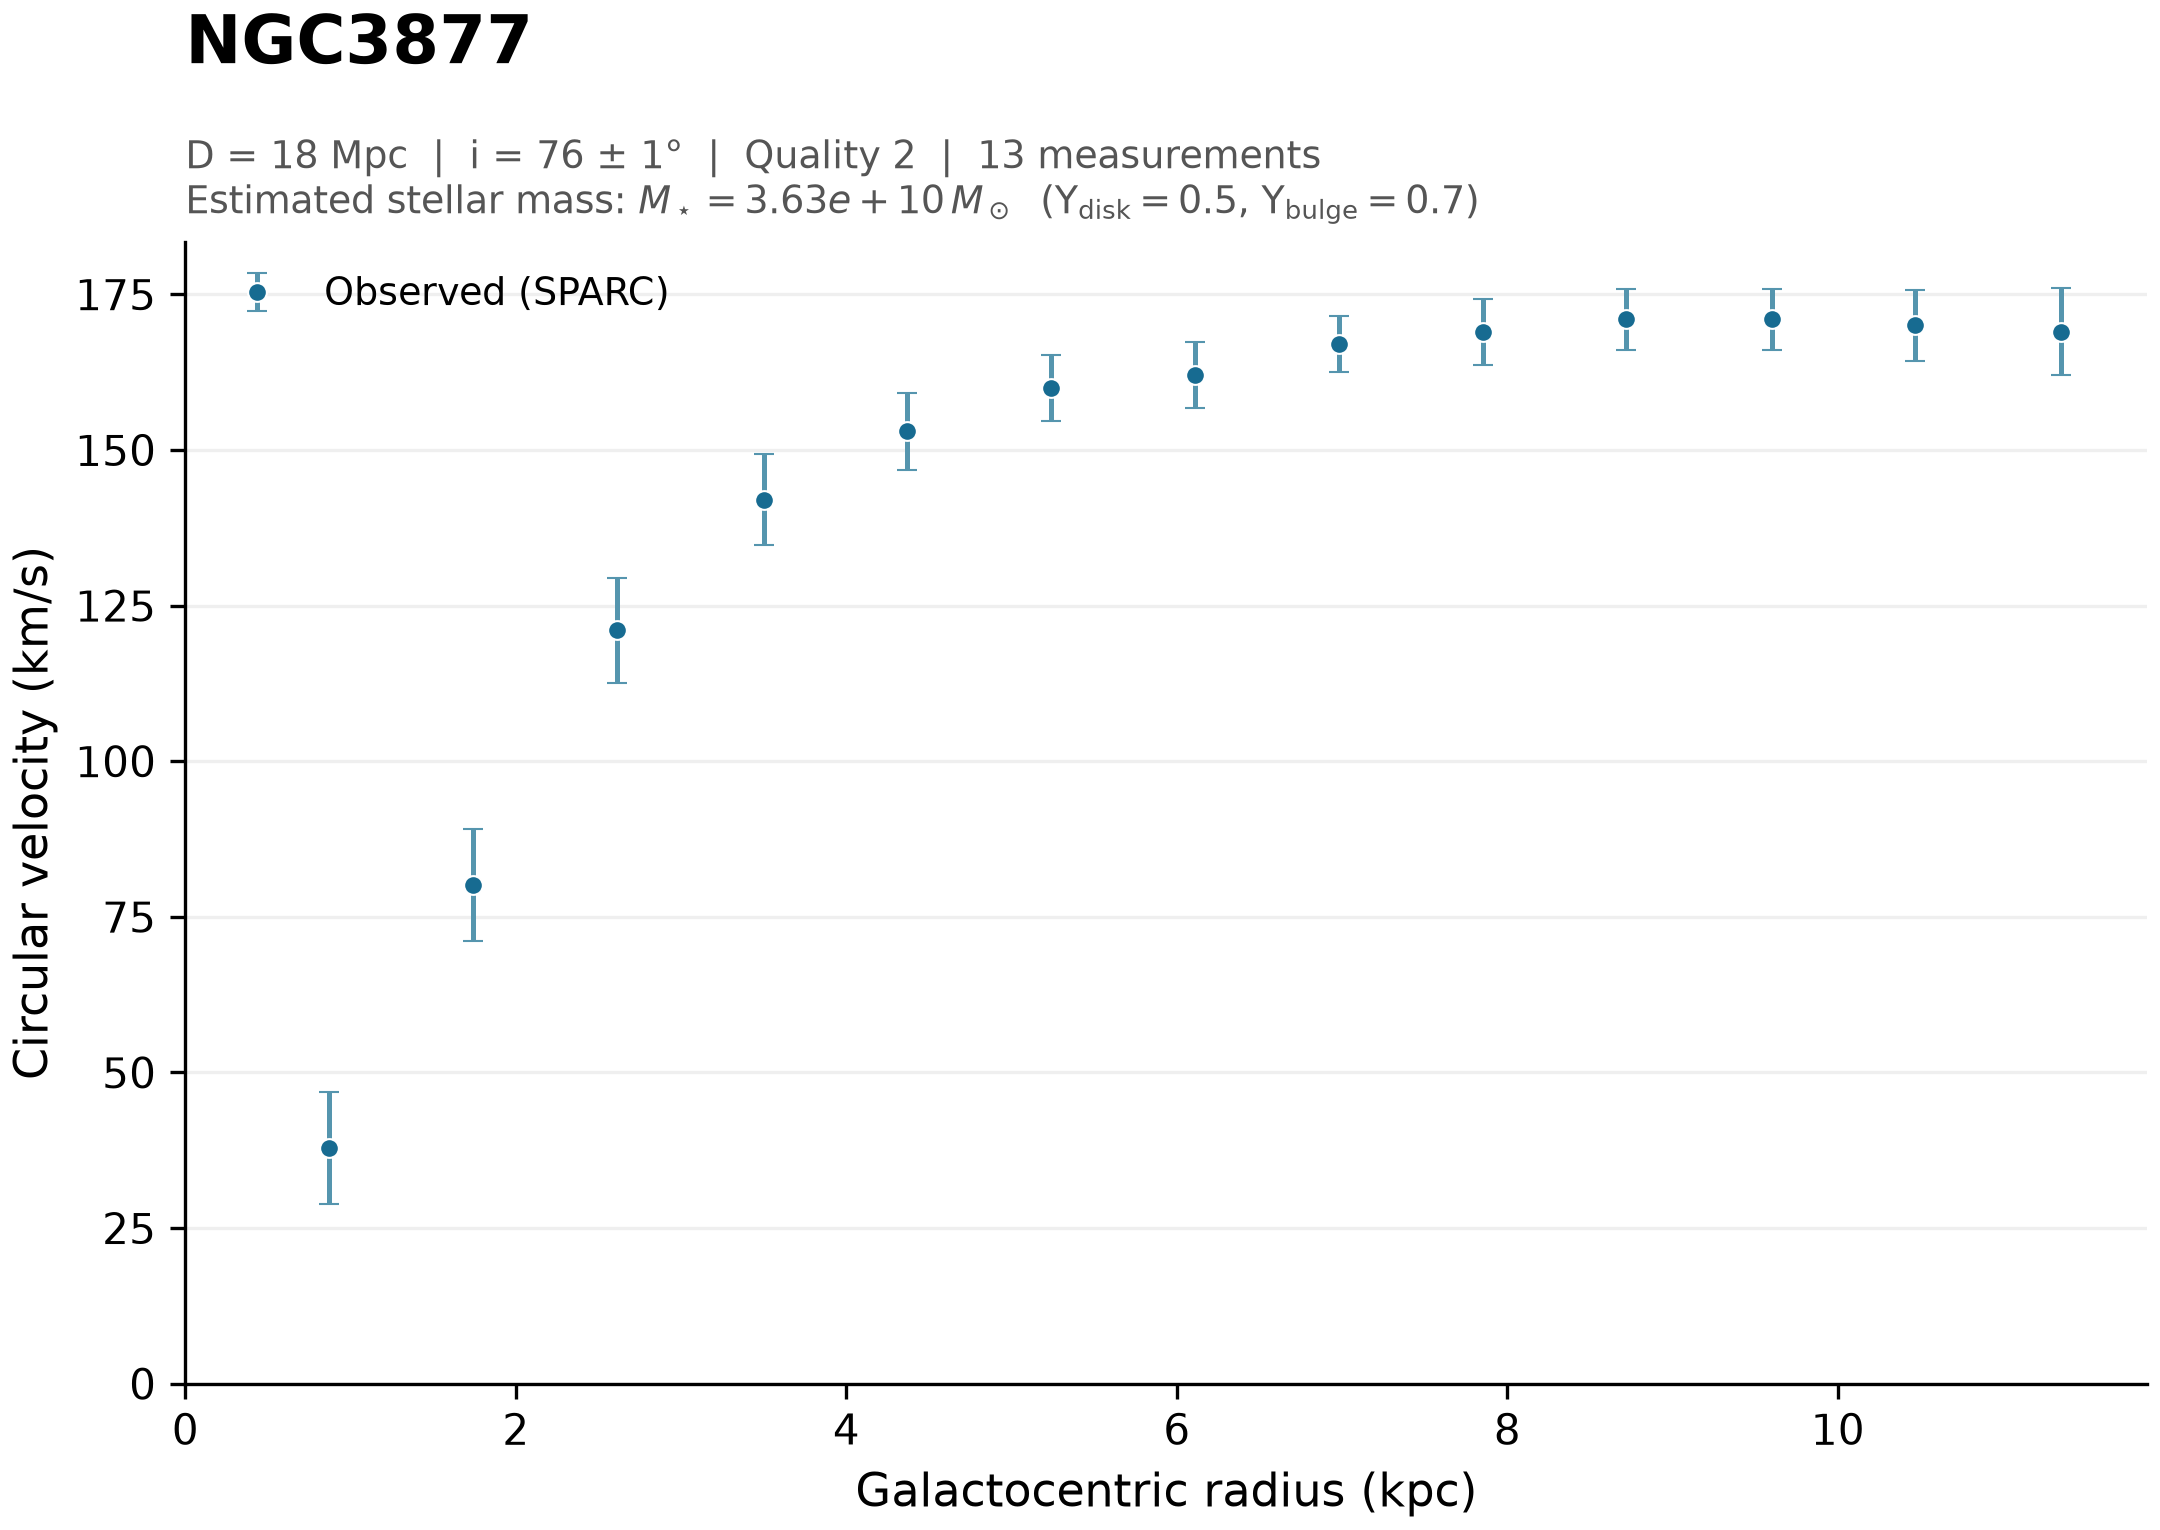 NGC3877
D = 18 Mpc | i = 76 ± 1° | Quality 2 | 13 measurements
Estimated stellar mass: M⋆ = 3.63e + 10 M⊙ (Υdisk = 0.5, Υbulge = 0.7)
Observed (SPARC)
175
150
125
100
75
50
25
0
Circular velocity (km/s)
0 2 4 6 8 10
Galactocentric radius (kpc)